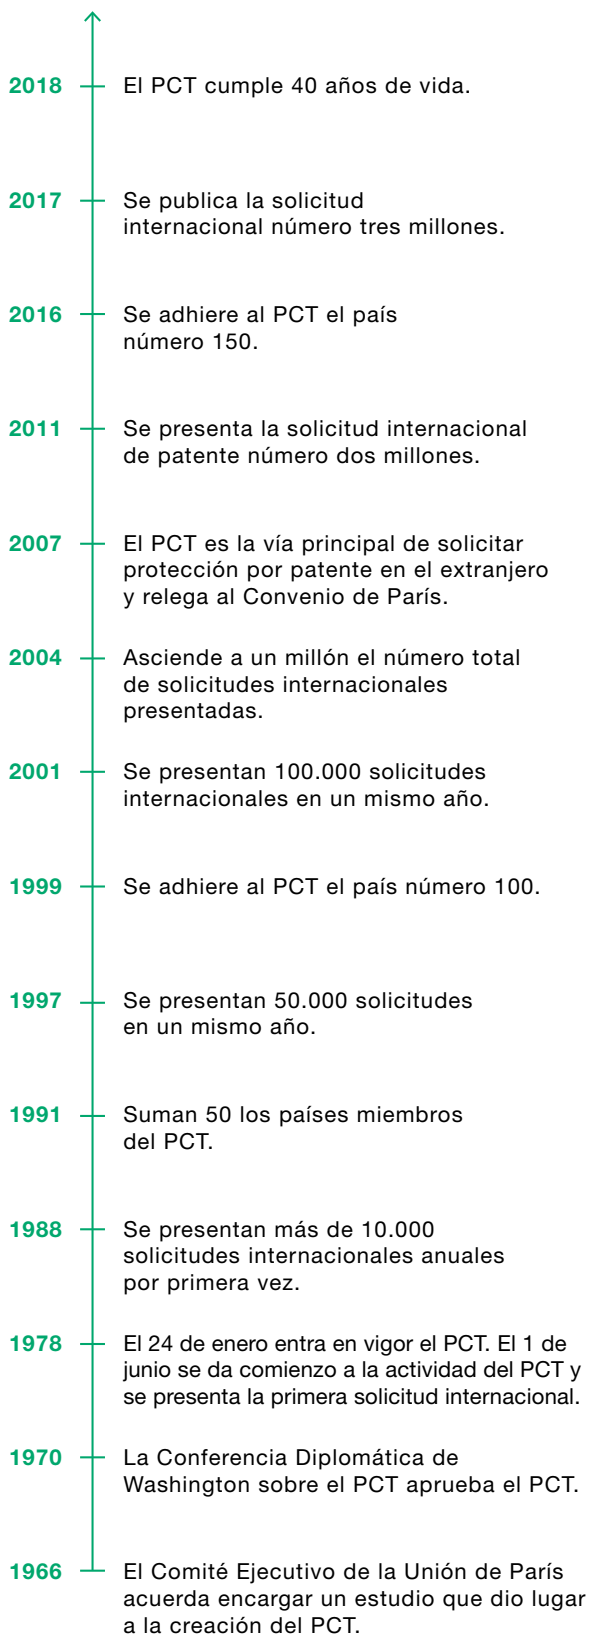 2018 El PCT cumple 40 años de vida.
2017 Se publica la solicitud
internacional número tres millones.
2016 Se adhiere al PCT el país
número 150.
2011 Se presenta la solicitud internacional
de patente número dos millones.
2007 El PCT es la vía principal de solicitar
protección por patente en el extranjero
y relega al Convenio de París.
2004 Asciende a un millón el número total
de solicitudes internacionales
presentadas.
2001 Se presentan 100.000 solicitudes
internacionales en un mismo año.
1999 Se adhiere al PCT el país número 100.
1997 Se presentan 50.000 solicitudes
en un mismo año.
1991 Suman 50 los países miembros
del PCT.
1988 Se presentan más de 10.000
solicitudes internacionales anuales
por primera vez.
1978 El 24 de enero entra en vigor el PCT. El 1 de
junio se da comienzo a la actividad del PCT y
se presenta la primera solicitud internacional.
1970 La Conferencia Diplomática de
Washington sobre el PCT aprueba el PCT.
1966 El Comité Ejecutivo de la Unión de París
acuerda encargar un estudio que dio lugar
a la creación del PCT.